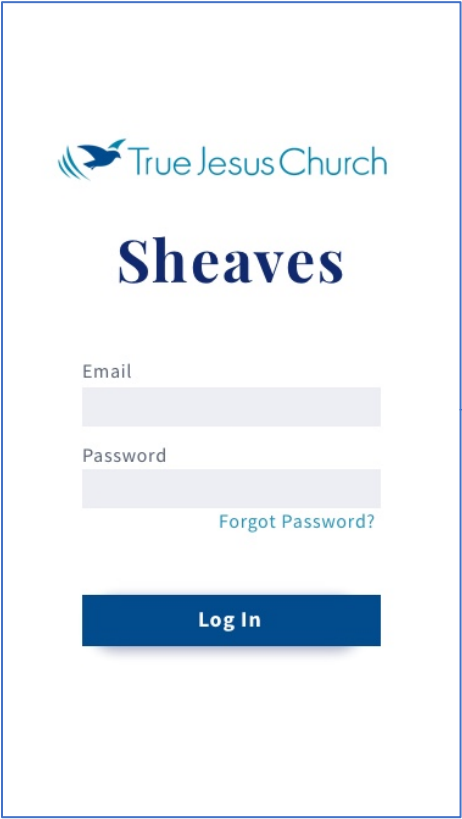 True Jesus Church
Sheaves
Email
Password
Forgot Password?
Log In